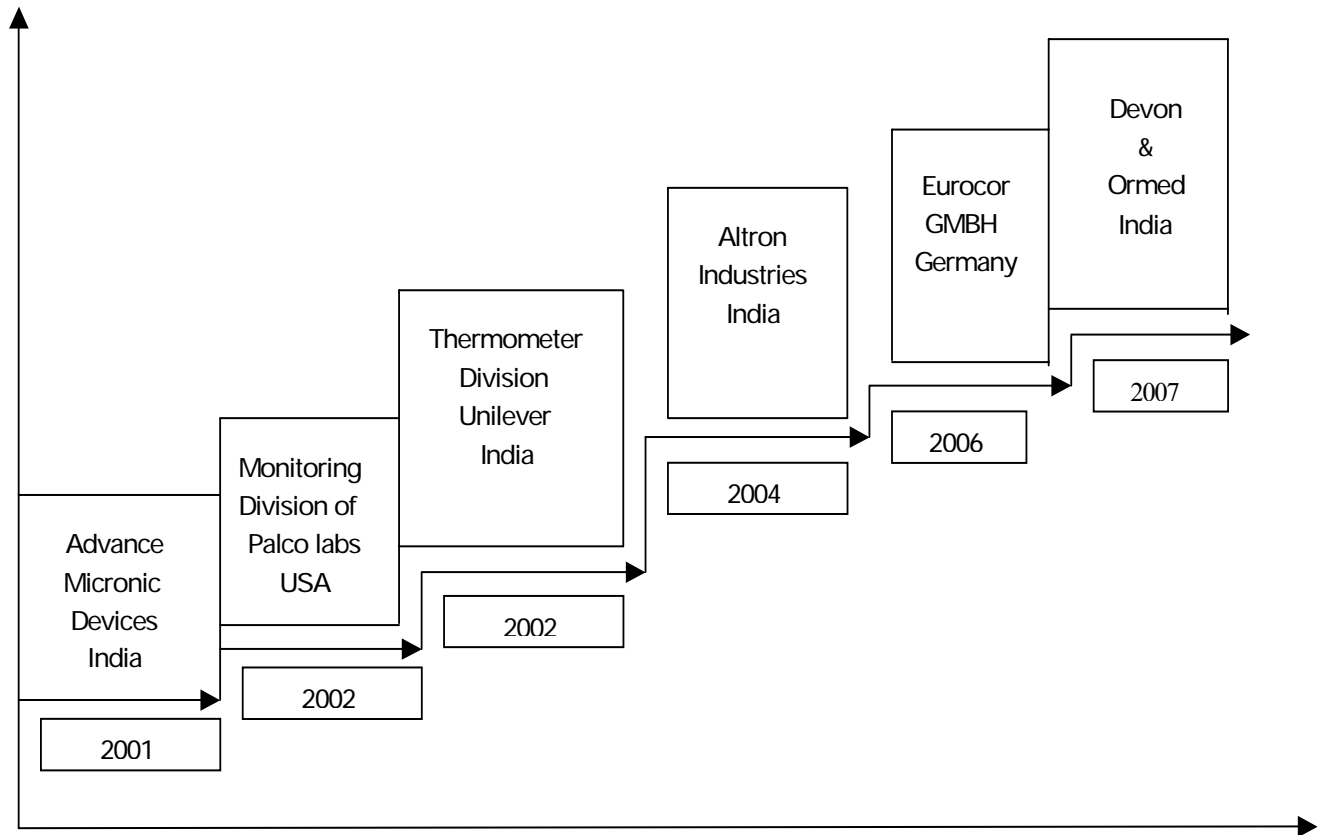 Advance
Micronic
Devices
India
2001
Monitoring
Division of
Palco labs
USA
2002
Thermometer
Division
Unilever
India
2002
Altron
Industries
India
2004
Eurocor
GMBH
Germany
2006
Devon
&
Ormed
India
2007